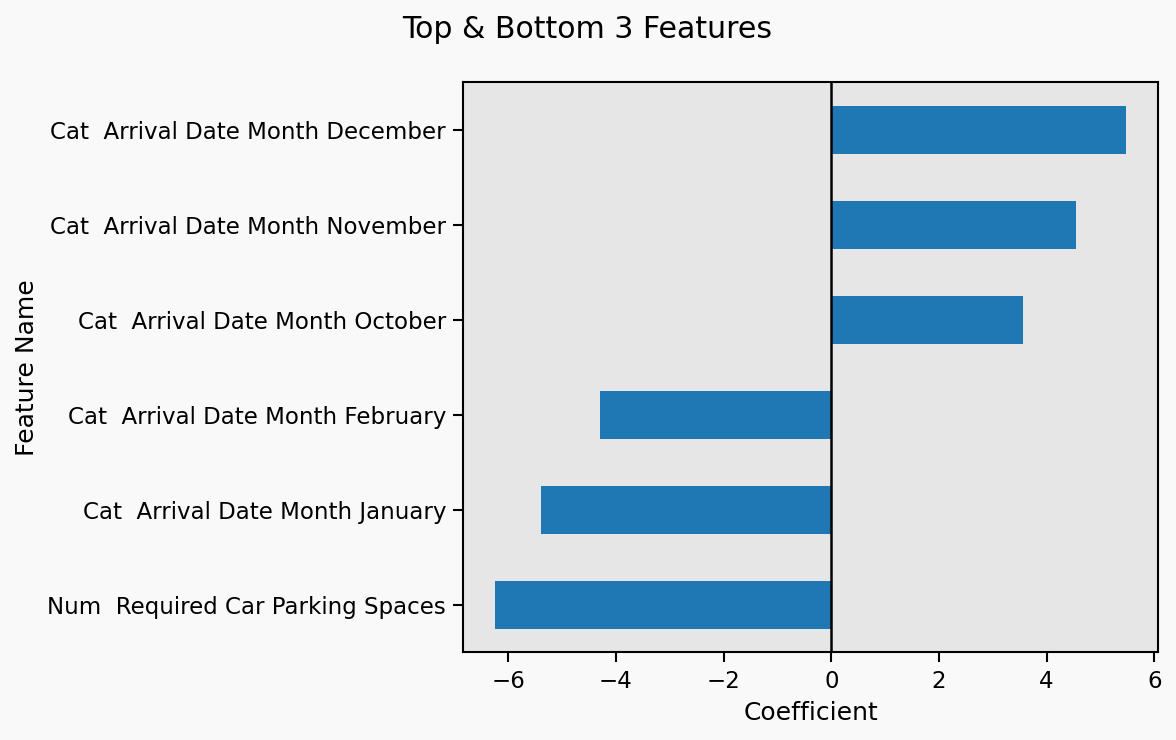 Top & Bottom 3 Features
Feature Name
Cat  Arrival Date Month December
Cat  Arrival Date Month November
Cat  Arrival Date Month October
Cat  Arrival Date Month February
Cat  Arrival Date Month January
Num  Required Car Parking Spaces
−6 −4 −2 0 2 4 6
Coefficient